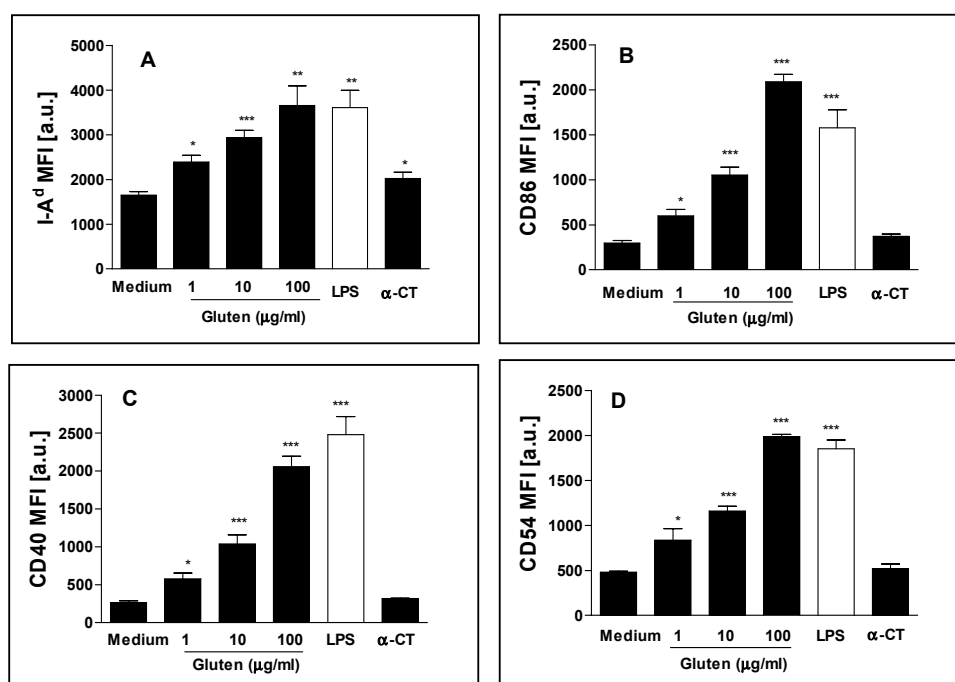 A
I-Aᵈ MFI [a.u.]
5000
4000
3000
2000
1000
0
*
***
**
**
*
Medium 1 10 100 LPS α-CT
Gluten (μg/ml)
B
CD86 MFI [a.u.]
2500
2000
1500
1000
500
0
*
***
***
***
Medium 1 10 100 LPS α-CT
Gluten (μg/ml)
C
CD40 MFI [a.u.]
3000
2500
2000
1500
1000
500
0
*
***
***
***
Medium 1 10 100 LPS α-CT
Gluten (μg/ml)
D
CD54 MFI [a.u.]
2500
2000
1500
1000
500
0
*
***
***
***
Medium 1 10 100 LPS α-CT
Gluten (μg/ml)